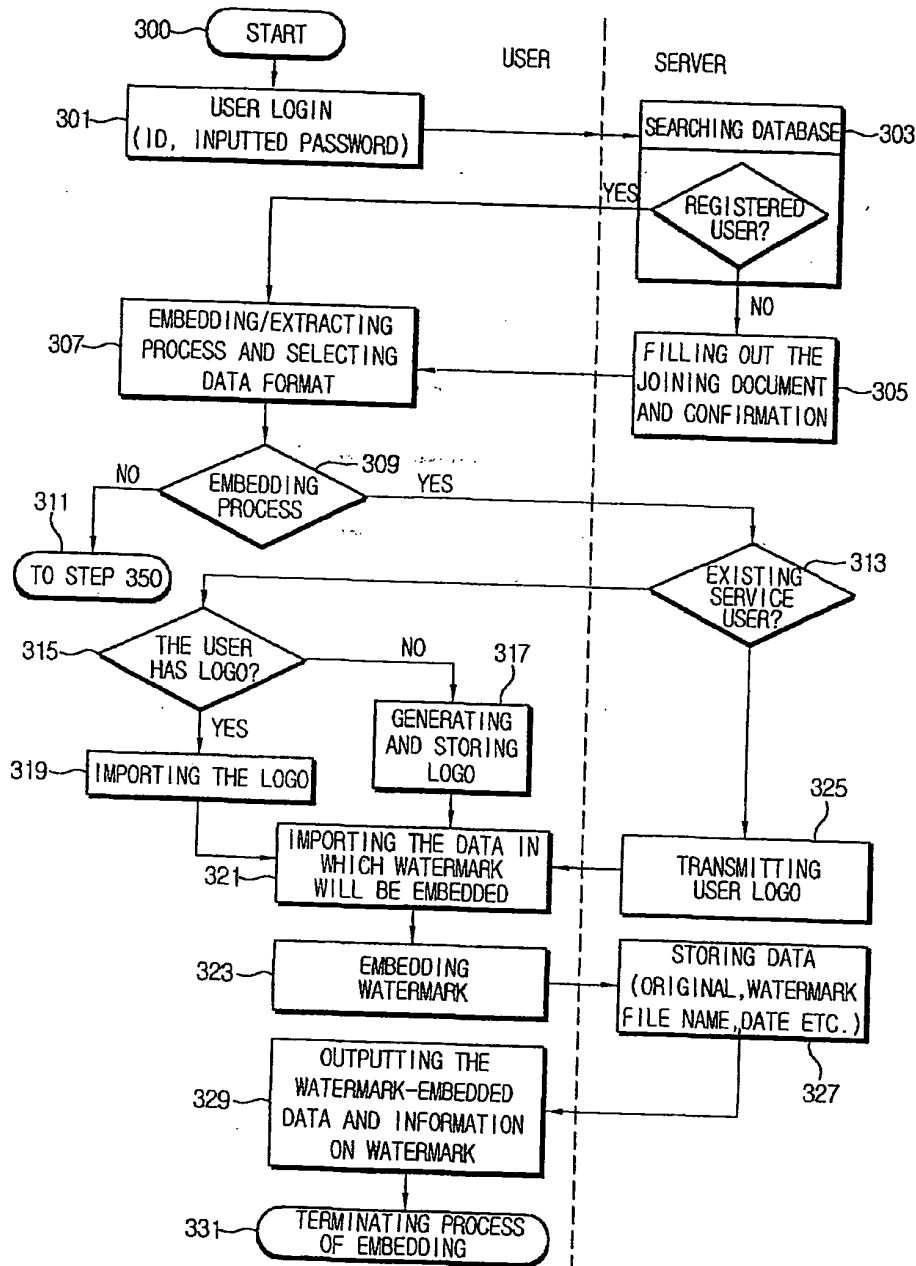 300
START
USER
SERVER
301
USER LOGIN
(ID, INPUTTED PASSWORD)
SEARCHING DATABASE
303
YES
REGISTERED
USER?
NO
307
EMBEDDING/EXTRACTING
PROCESS AND SELECTING
DATA FORMAT
FILLING OUT THE
JOINING DOCUMENT
AND CONFIRMATION
305
309
NO
EMBEDDING
PROCESS
YES
311
TO STEP 350
313
EXISTING
SERVICE
USER?
315
THE USER
HAS LOGO?
NO
317
YES
GENERATING
AND STORING
LOGO
319
IMPORTING THE LOGO
325
321
IMPORTING THE DATA IN
WHICH WATERMARK
WILL BE EMBEDDED
TRANSMITTING
USER LOGO
323
EMBEDDING
WATERMARK
STORING DATA
(ORIGINAL,WATERMARK
FILE NAME,DATE ETC.)
327
329
OUTPUTTING THE
WATERMARK-EMBEDDED
DATA AND INFORMATION
ON WATERMARK
331
TERMINATING PROCESS
OF EMBEDDING